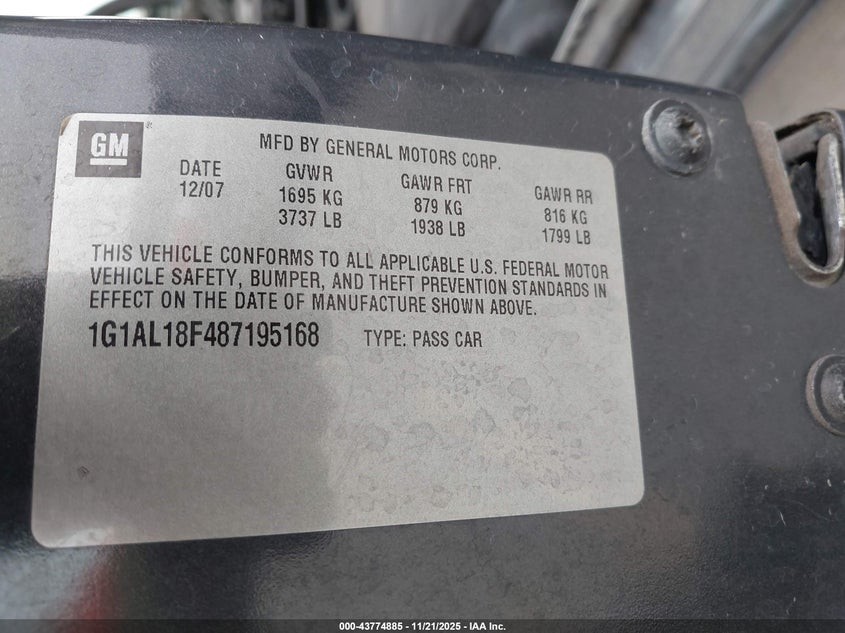 GM
MFD BY GENERAL MOTORS CORP.
DATE GVWR GAWR FRT GAWR RR
12/07 1695 KG 879 KG 816 KG
3737 LB 1938 LB 1799 LB
THIS VEHICLE CONFORMS TO ALL APPLICABLE U.S. FEDERAL MOTOR
VEHICLE SAFETY, BUMPER, AND THEFT PREVENTION STANDARDS IN
EFFECT ON THE DATE OF MANUFACTURE SHOWN ABOVE.
1G1AL18F487195168 TYPE: PASS CAR
000-43774885 - 11/21/2025 - IAA Inc.